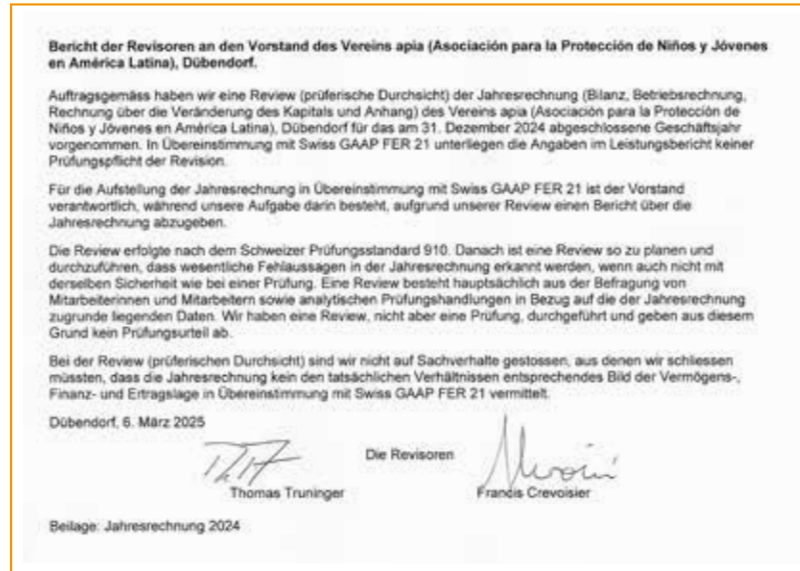 Bericht der Revisoren an den Vorstand des Vereins apia (Asociación para la Protección de Niños y Jóvenes
en América Latina), Dübendorf.
Auftragsgemäss haben wir eine Review (prüferische Durchsicht) der Jahresrechnung (Bilanz, Betriebsrechnung,
Rechnung über die Veränderung des Kapitals und Anhang) des Vereins apia (Asociación para la Protección de
Niños y Jóvenes en América Latina), Dübendorf für das am 31. Dezember 2024 abgeschlossene Geschäftsjahr
vorgenommen. In Übereinstimmung mit Swiss GAAP FER 21 unterliegen die Angaben im Leistungsbericht keiner
Prüfungspflicht der Revision.
Für die Aufstellung der Jahresrechnung in Übereinstimmung mit Swiss GAAP FER 21 ist der Vorstand
verantwortlich, während unsere Aufgabe darin besteht, aufgrund unserer Review einen Bericht über die
Jahresrechnung abzugeben.
Die Review erfolgte nach dem Schweizer Prüfungsstandard 910. Danach ist eine Review so zu planen und
durchzuführen, dass wesentliche Fehlaussagen in der Jahresrechnung erkannt werden, wenn auch nicht mit
derselben Sicherheit wie bei einer Prüfung. Eine Review besteht hauptsächlich aus der Befragung von
Mitarbeiterinnen und Mitarbeitern sowie analytischen Prüfungshandlungen in Bezug auf die der Jahresrechnung
zugrunde liegenden Daten. Wir haben eine Review, nicht aber eine Prüfung, durchgeführt und geben aus diesem
Grund kein Prüfungsurteil ab.
Bei der Review (prüferischen Durchsicht) sind wir nicht auf Sachverhalte gestossen, aus denen wir schliessen
müssten, dass die Jahresrechnung kein den tatsächlichen Verhältnissen entsprechendes Bild der Vermögens-,
Finanz- und Ertragslage in Übereinstimmung mit Swiss GAAP FER 21 vermittelt.
Dübendorf, 6. März 2025
Die Revisoren
Thomas Truninger Francis Crevoisier
Beilage: Jahresrechnung 2024